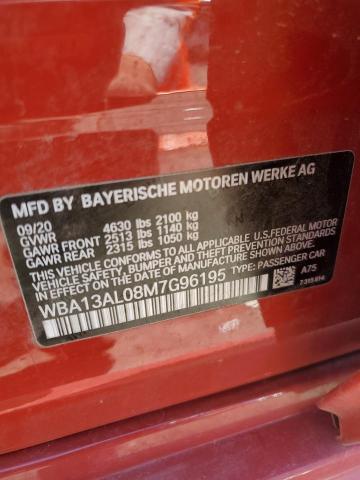 MFD BY BAYERISCHE MOTOREN WERKE AG
09/20
GVWR 4630 lbs 2100 kg
GAWR FRONT 2513 lbs 1140 kg
GAWR REAR 2315 lbs 1050 kg
THIS VEHICLE CONFORMS TO ALL APPLICABLE U.S. FEDERAL MOTOR
VEHICLE SAFETY, BUMPER, AND THEFT PREVENTION STANDARDS
IN EFFECT ON THE DATE OF MANUFACTURE SHOWN ABOVE.
WBA13AL08M7G96195 TYPE: PASSENGER CAR
A75